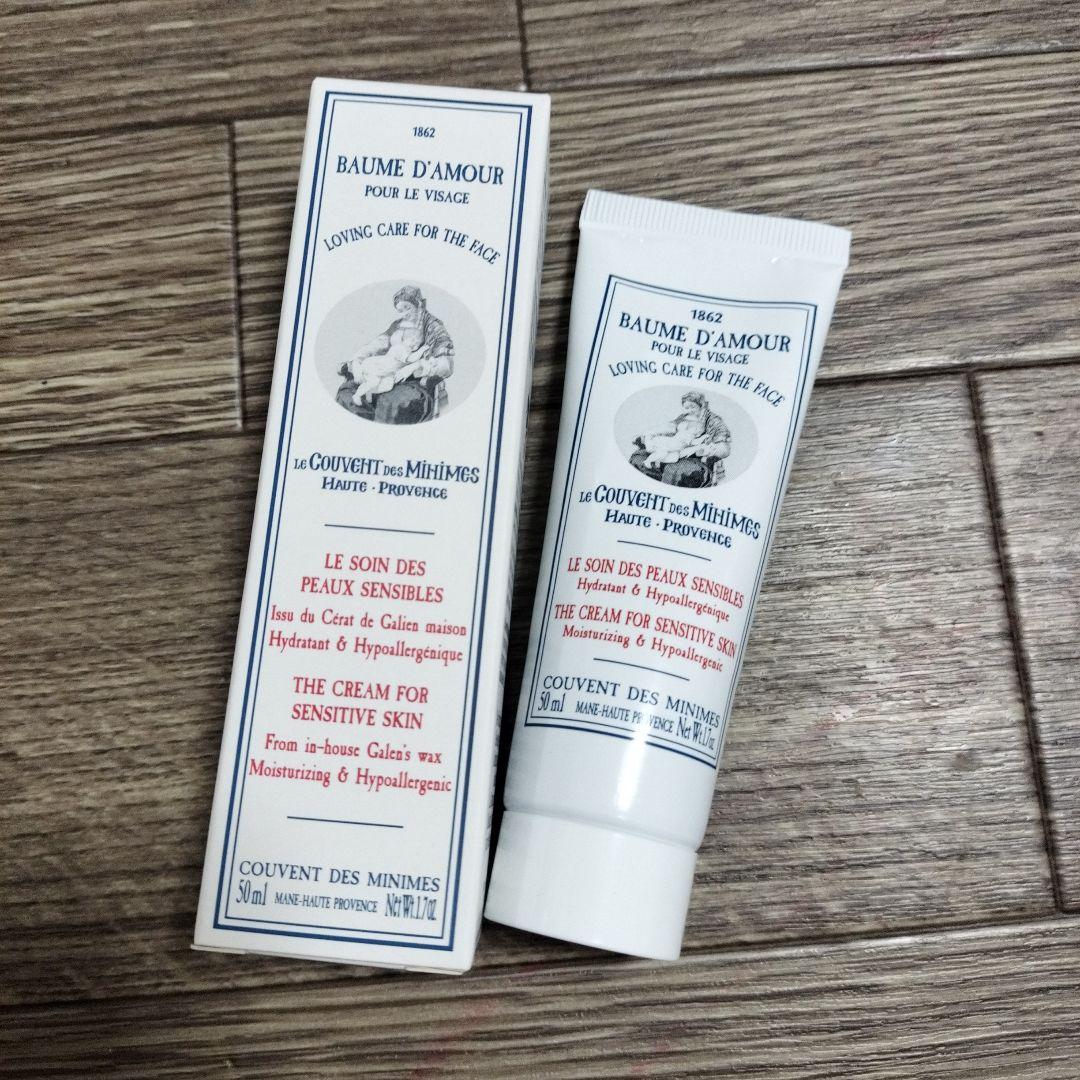 1862
BAUME D'AMOUR
POUR LE VISAGE
LOVING CARE FOR THE FACE
LE COUVENT DES MINIMES
HAUTE · PROVENCE
LE SOIN DES
PEAUX SENSIBLES
Issu du Cérat de Galien maison
Hydratant & Hypoallergénique
THE CREAM FOR
SENSITIVE SKIN
From in-house Galen's wax
Moisturizing & Hypoallergenic
COUVENT DES MINIMES
50 ml MANE-HAUTE PROVENCE Net Wt. 1.7 oz.
1862
BAUME D'AMOUR
POUR LE VISAGE
LOVING CARE FOR THE FACE
LE COUVENT DES MINIMES
HAUTE · PROVENCE
LE SOIN DES PEAUX SENSIBLES
Hydratant & Hypoallergénique
THE CREAM FOR SENSITIVE SKIN
Moisturizing & Hypoallergenic
COUVENT DES MINIMES
50 ml MANE-HAUTE PROVENCE Net Wt. 1.7 oz.